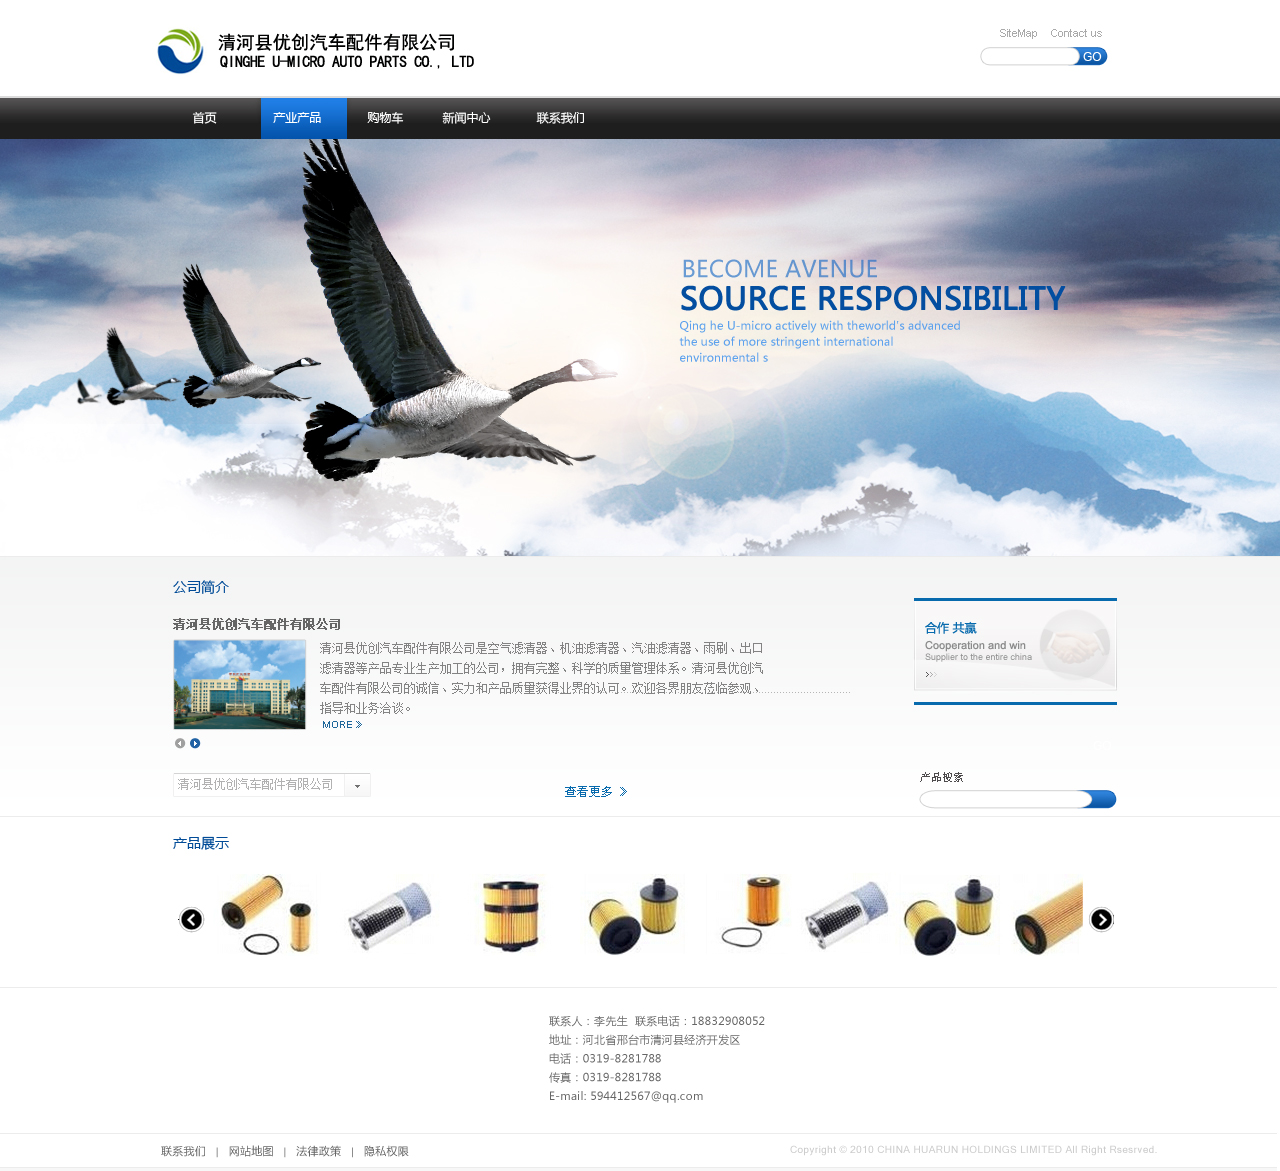 清河县优创汽车配件有限公司
QINGHE U-MICRO AUTO PARTS CO., LTD
SiteMap Contact us
GO
首页 产业产品 购物车 新闻中心 联系我们
BECOME AVENUE
SOURCE RESPONSIBILITY
Qing he U-micro actively with theworld's advanced
the use of more stringent international
environmental s
公司简介
清河县优创汽车配件有限公司
清河县优创汽车配件有限公司是空气滤清器、机油滤清器、汽油滤清器、雨刷、出口
滤清器等产品专业生产加工的公司，拥有完整、科学的质量管理体系。清河县优创汽
车配件有限公司的诚信、实力和产品质量获得业界的认可。欢迎各界朋友莅临参观、
指导和业务洽谈。
MORE
清河县优创汽车配件有限公司
查看更多
合作 共赢
Cooperation and win
Supplier to the entire china
产品搜索
产品展示
联系人：李先生 联系电话：18832908052
地址：河北省邢台市清河县经济开发区
电话：0319-8281788
传真：0319-8281788
E-mail: 594412567@qq.com
联系我们 | 网站地图 | 法律政策 | 隐私权限
Copyright © 2010 CHINA HUARUN HOLDINGS LIMITED All Right Rsesrved.